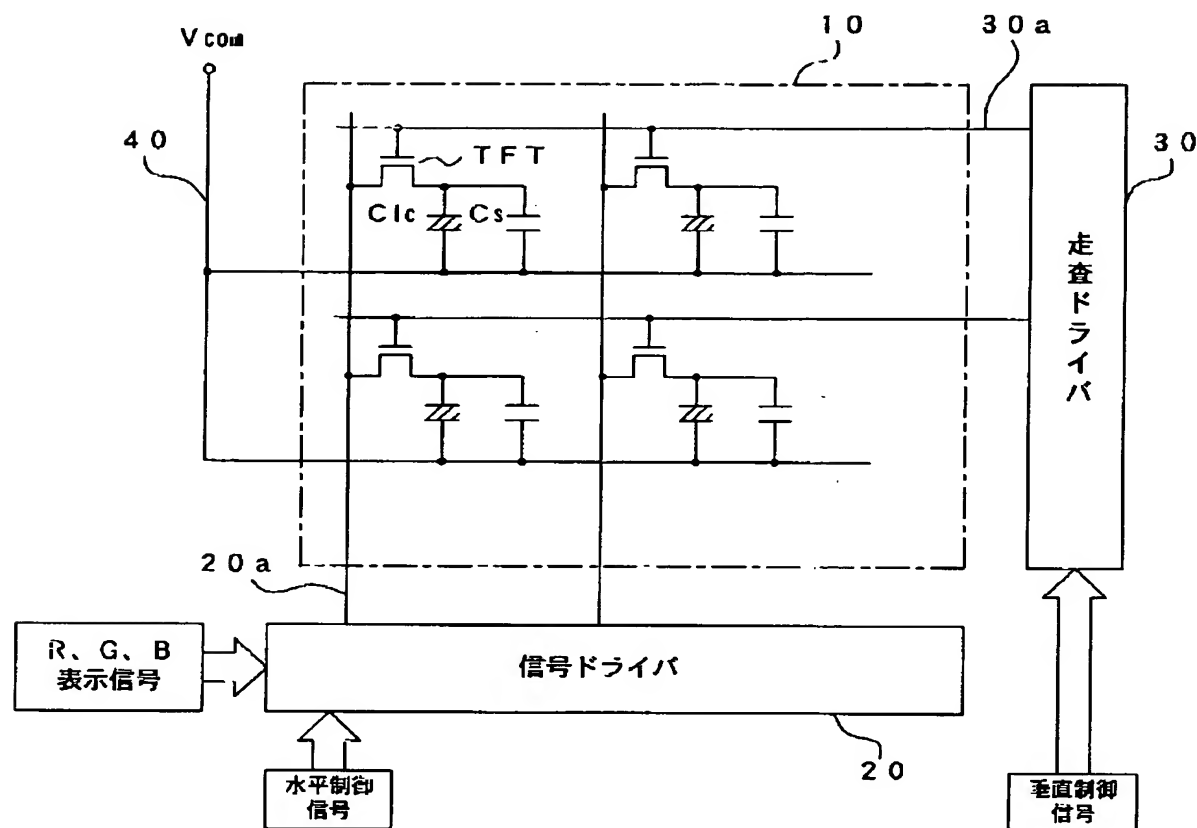 Vcom
10
30a
40
TFT
30
Clc
Cs
走査ドライバ
20a
R、G、B
表示信号
信号ドライバ
20
水平制御
信号
垂直制御
信号